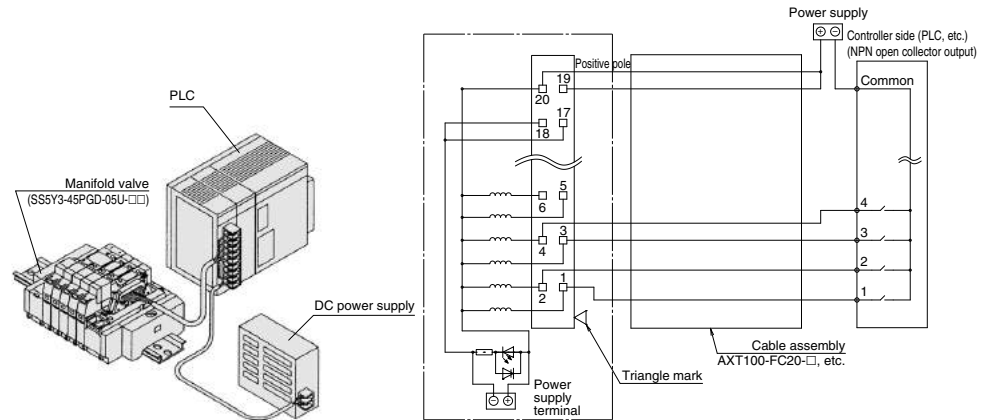 PLC
Manifold valve
(SS5Y3-45PGD-05U-□□)
DC power supply
Power supply
⊕ ⊖
Controller side (PLC, etc.)
(NPN open collector output)
Positive pole
Common
20
19
18
17
6
5
4
3
2
1
4
3
2
1
Triangle mark
Cable assembly
AXT100-FC20-□, etc.
⊖ ⊕
Power
supply
terminal